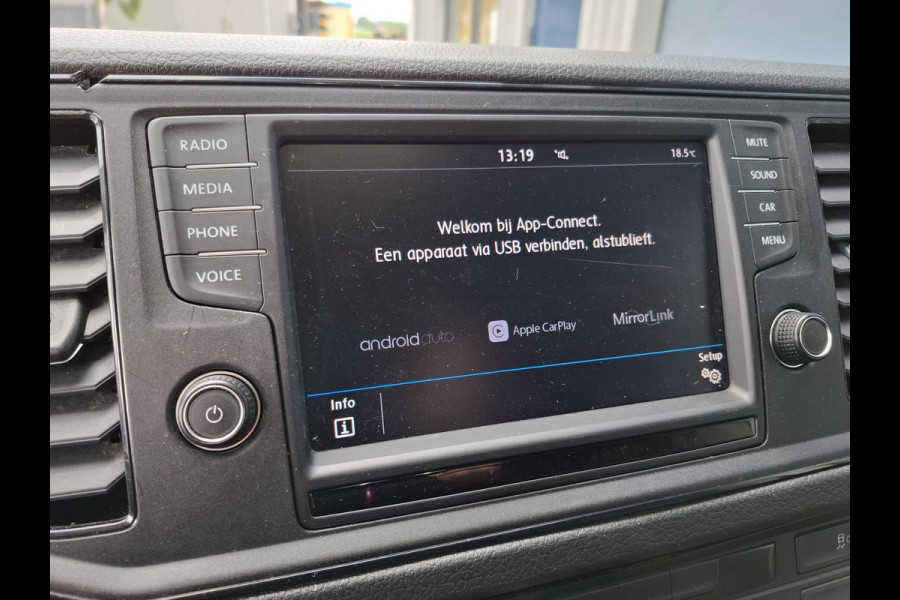 RADIO
MEDIA
PHONE
VOICE
13:19
18.5°C
Welkom bij App-Connect.
Een apparaat via USB verbinden, alstublieft.
androidauto
Apple CarPlay
MirrorLink
Setup
Info
i
MUTE
SOUND
CAR
MENU